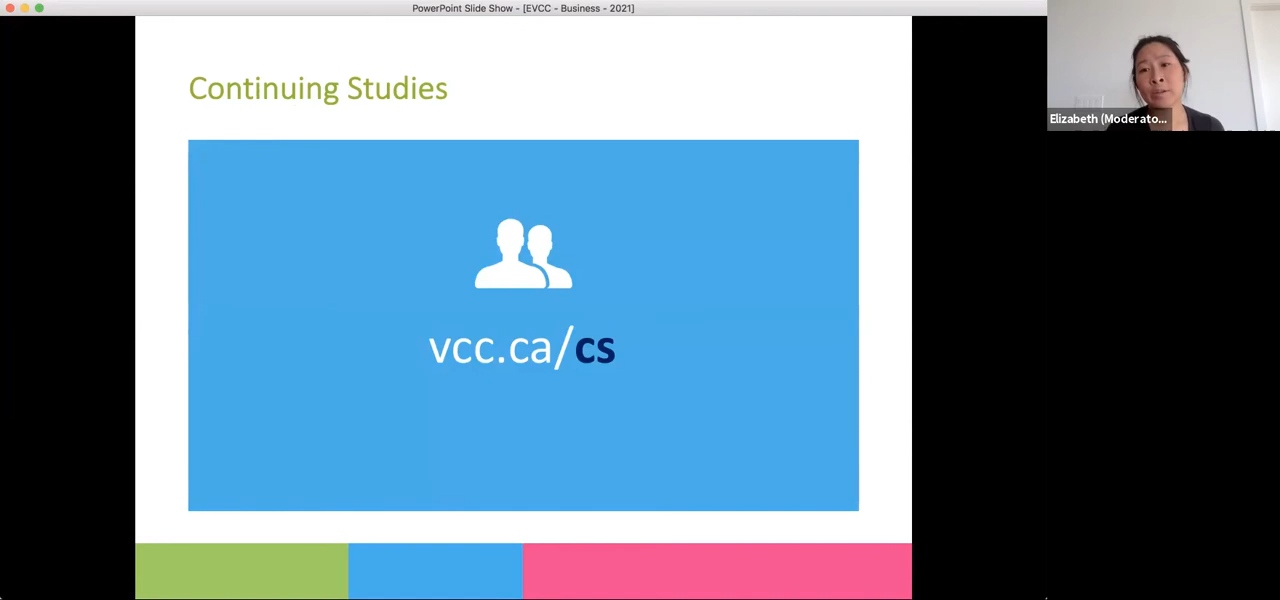 PowerPoint Slide Show - [EVCC - Business - 2021]
Continuing Studies
vcc.ca/cs
Elizabeth (Moderato...